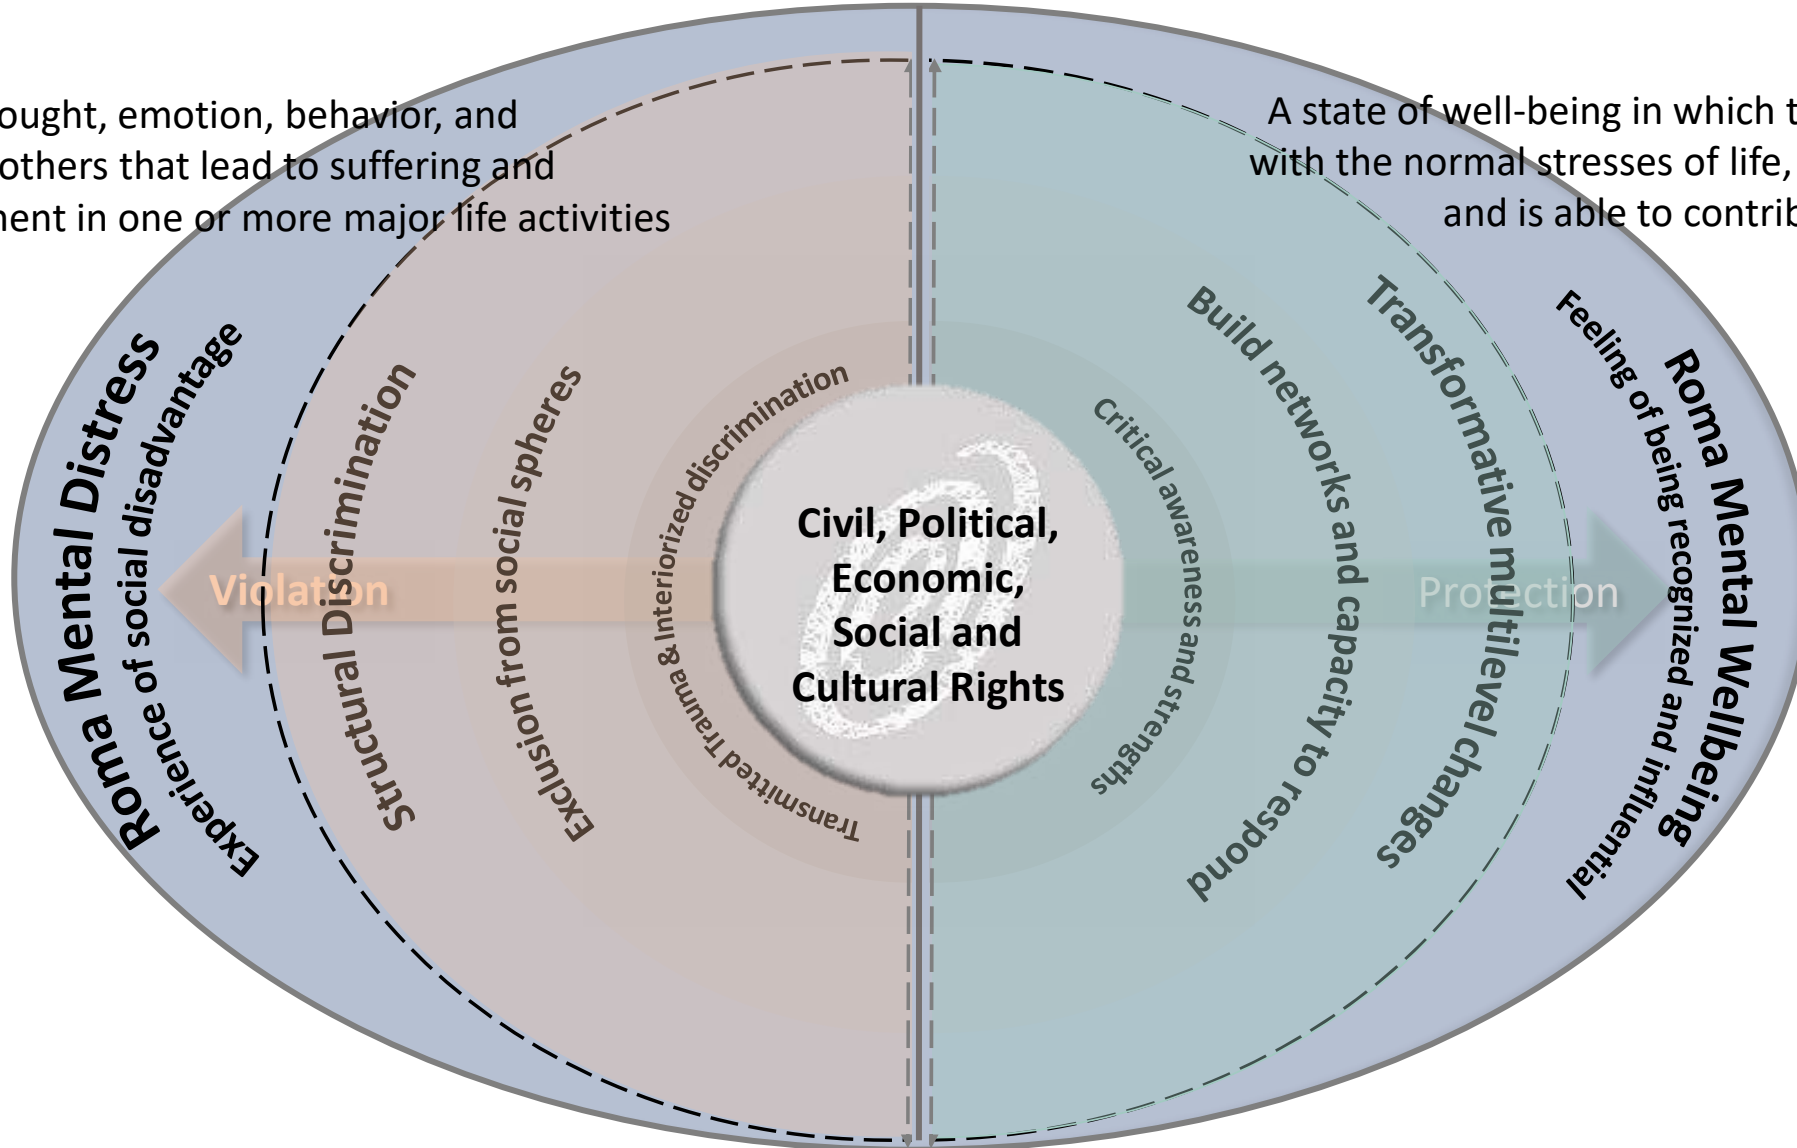 ought, emotion, behavior, and
others that lead to suffering and
ment in one or more major life activities
A state of well-being in which t
with the normal stresses of life,
and is able to contrib
Roma Mental Distress
Experience of social disadvantage
Violation
Structural Discrimination
Exclusion from social spheres
Transmitted Trauma & Interiorized discrimination
Civil, Political,
Economic,
Social and
Cultural Rights
Critical awareness and strengths
Build networks and capacity to respond
Transformative multilevel changes
Protection
Feeling of being recognized and influential
Roma Mental Wellbeing